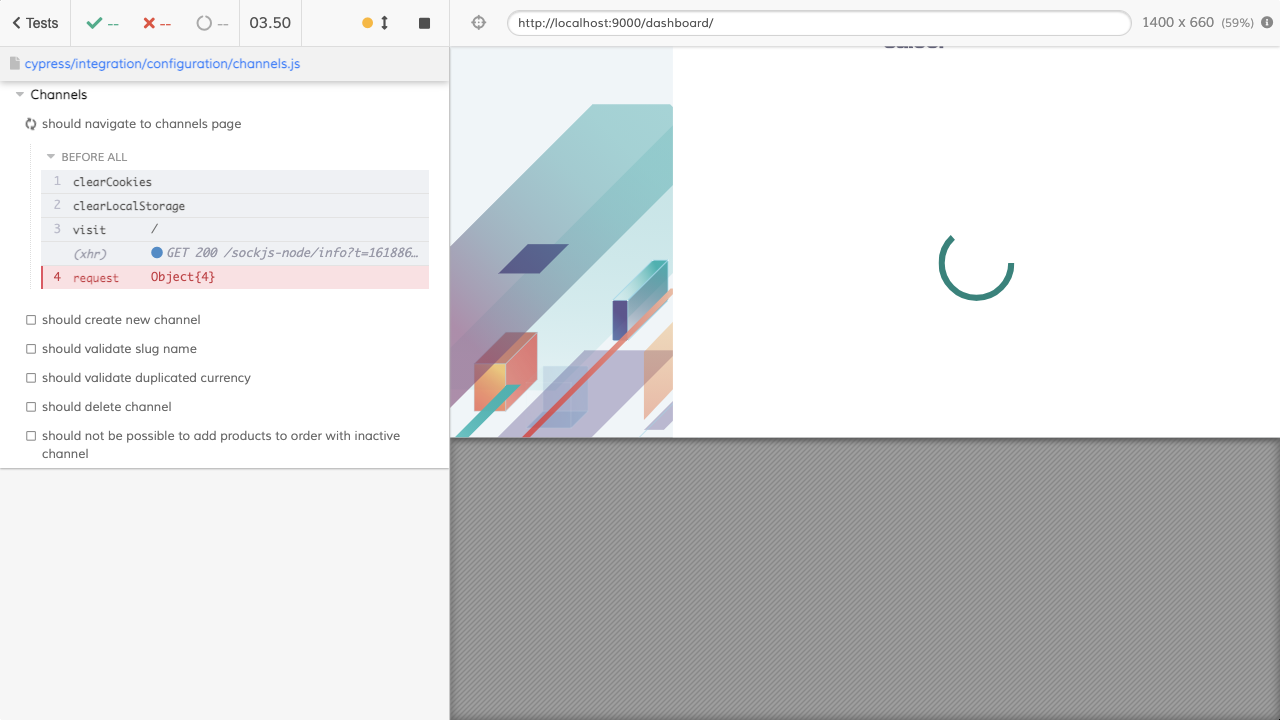 Tests -- -- -- 03.50
http://localhost:9000/dashboard/ 1400 x 660 (59%)
cypress/integration/configuration/channels.js
Channels
should navigate to channels page
BEFORE ALL
1 clearCookies
2 clearLocalStorage
3 visit /
(xhr) GET 200 /sockjs-node/info?t=161886…
4 request Object{4}
should create new channel
should validate slug name
should validate duplicated currency
should delete channel
should not be possible to add products to order with inactive
channel